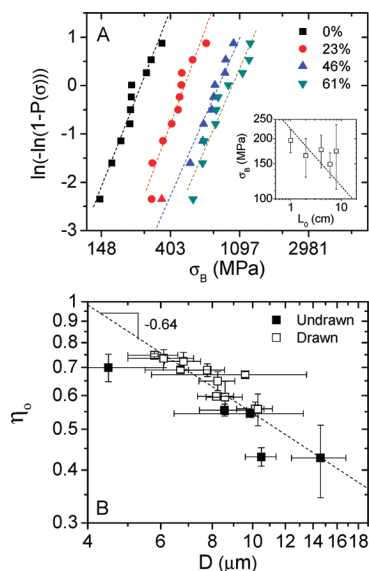 A
0%
23%
46%
61%
1
0
-1
-2
-3
ln(-ln(1-P(σ)))
148 403 1097 2981
σB (MPa)
250
200
150
100
σB (MPa)
1 10
L0 (cm)
1
0.9
0.8
0.7
0.6
0.5
0.4
0.3
ηo
-0.64
Undrawn
Drawn
B
4 6 8 10 12 14 16 18
D (μm)